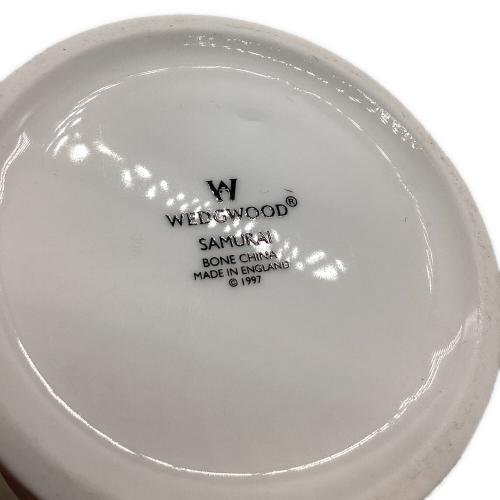 W
WEDGWOOD®
SAMURAI
BONE CHINA
MADE IN ENGLAND
© 1997